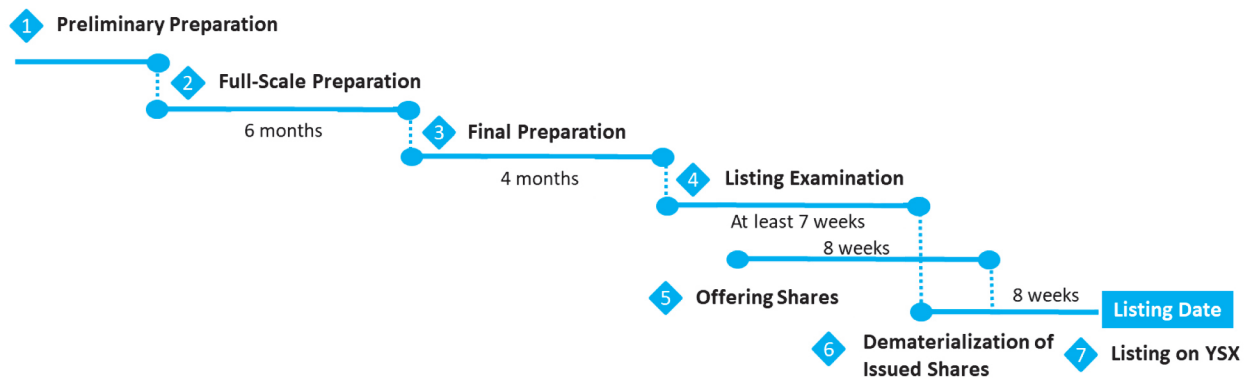 1 Preliminary Preparation
2 Full-Scale Preparation
6 months
3 Final Preparation
4 months
4 Listing Examination
At least 7 weeks
8 weeks
5 Offering Shares
8 weeks
Listing Date
6 Dematerialization of
Issued Shares
7 Listing on YSX